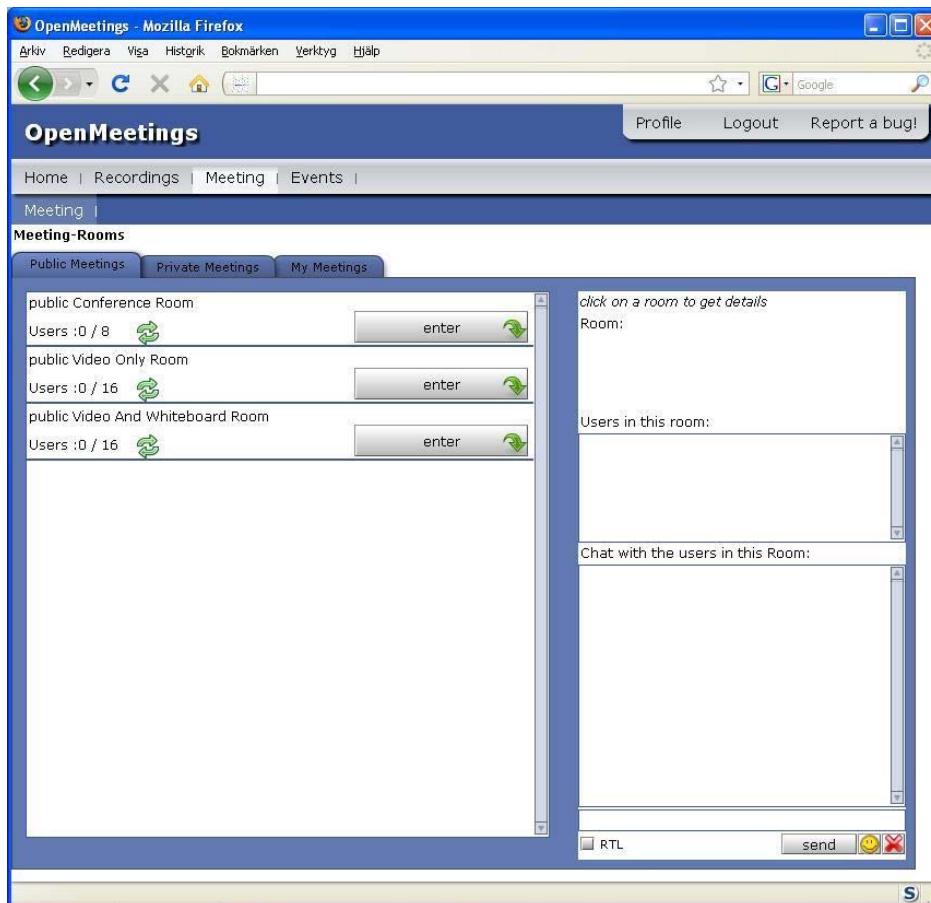 OpenMeetings - Mozilla Firefox
Arkiv Redigera Visa Historik Bokmärken Verktyg Hjälp
G Google
OpenMeetings
Profile Logout Report a bug!
Home | Recordings | Meeting | Events |
Meeting |
Meeting-Rooms
Public Meetings Private Meetings My Meetings
public Conference Room
Users :0 / 8 enter
public Video Only Room
Users :0 / 16 enter
public Video And Whiteboard Room
Users :0 / 16 enter
click on a room to get details
Room:
Users in this room:
Chat with the users in this Room:
RTL send
S